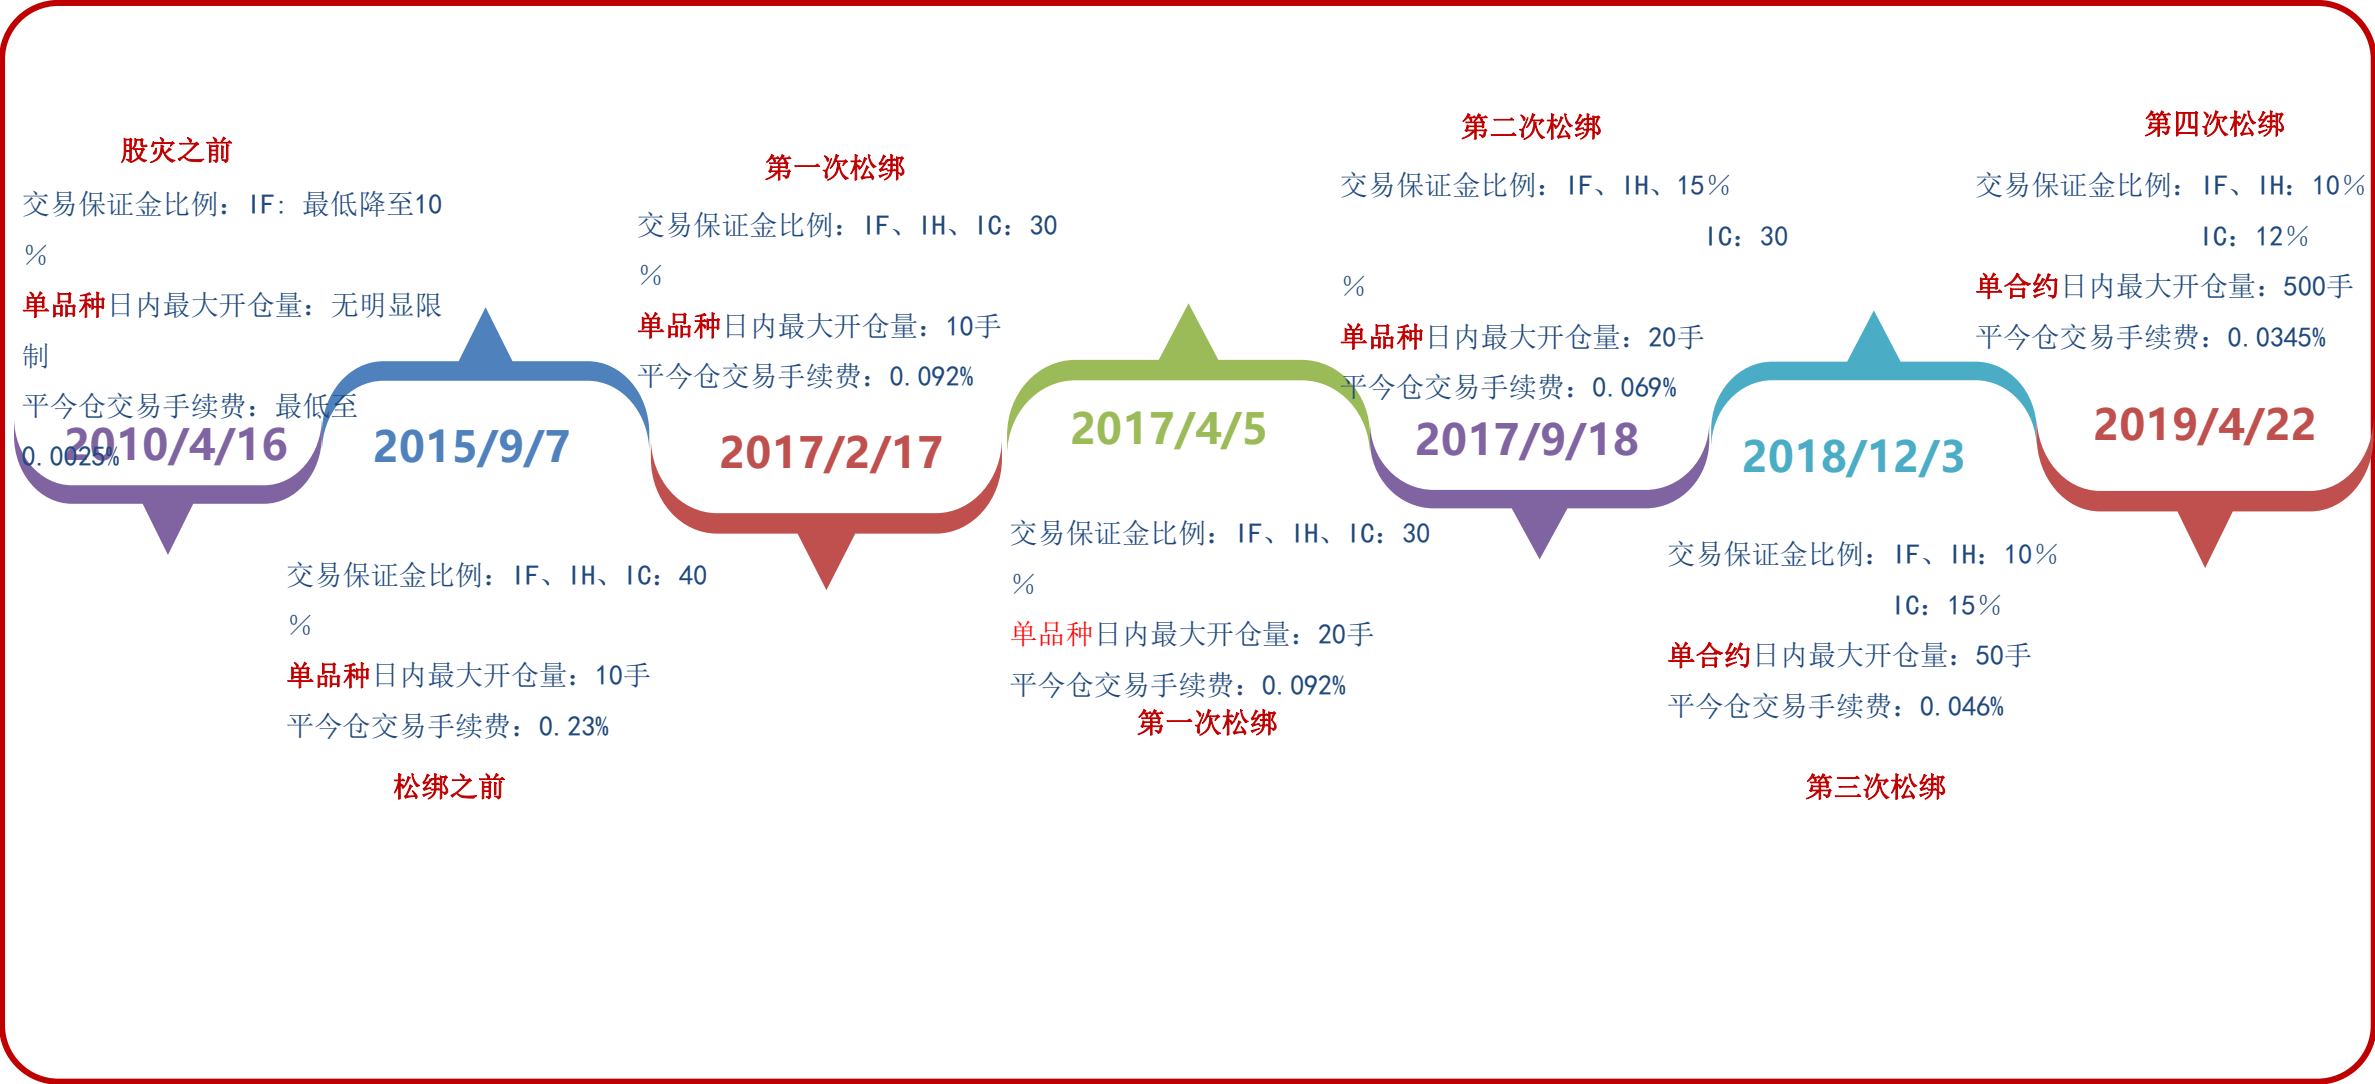 股灾之前
交易保证金比例：IF: 最低降至10
％
单品种日内最大开仓量：无明显限
制
平今仓交易手续费：最低至
0.0025%
2010/4/16
2015/9/7
交易保证金比例：IF、IH、IC：40
％
单品种日内最大开仓量：10手
平今仓交易手续费：0.23%
松绑之前
第一次松绑
交易保证金比例：IF、IH、IC：30
％
单品种日内最大开仓量：10手
平今仓交易手续费：0.092%
2017/2/17
2017/4/5
交易保证金比例：IF、IH、IC：30
％
单品种日内最大开仓量：20手
平今仓交易手续费：0.092%
第一次松绑
第二次松绑
交易保证金比例：IF、IH、15％
IC：30
％
单品种日内最大开仓量：20手
平今仓交易手续费：0.069%
2017/9/18
2018/12/3
交易保证金比例：IF、IH：10％
IC：15％
单合约日内最大开仓量：50手
平今仓交易手续费：0.046%
第三次松绑
第四次松绑
交易保证金比例：IF、IH：10％
IC：12％
单合约日内最大开仓量：500手
平今仓交易手续费：0.0345%
2019/4/22